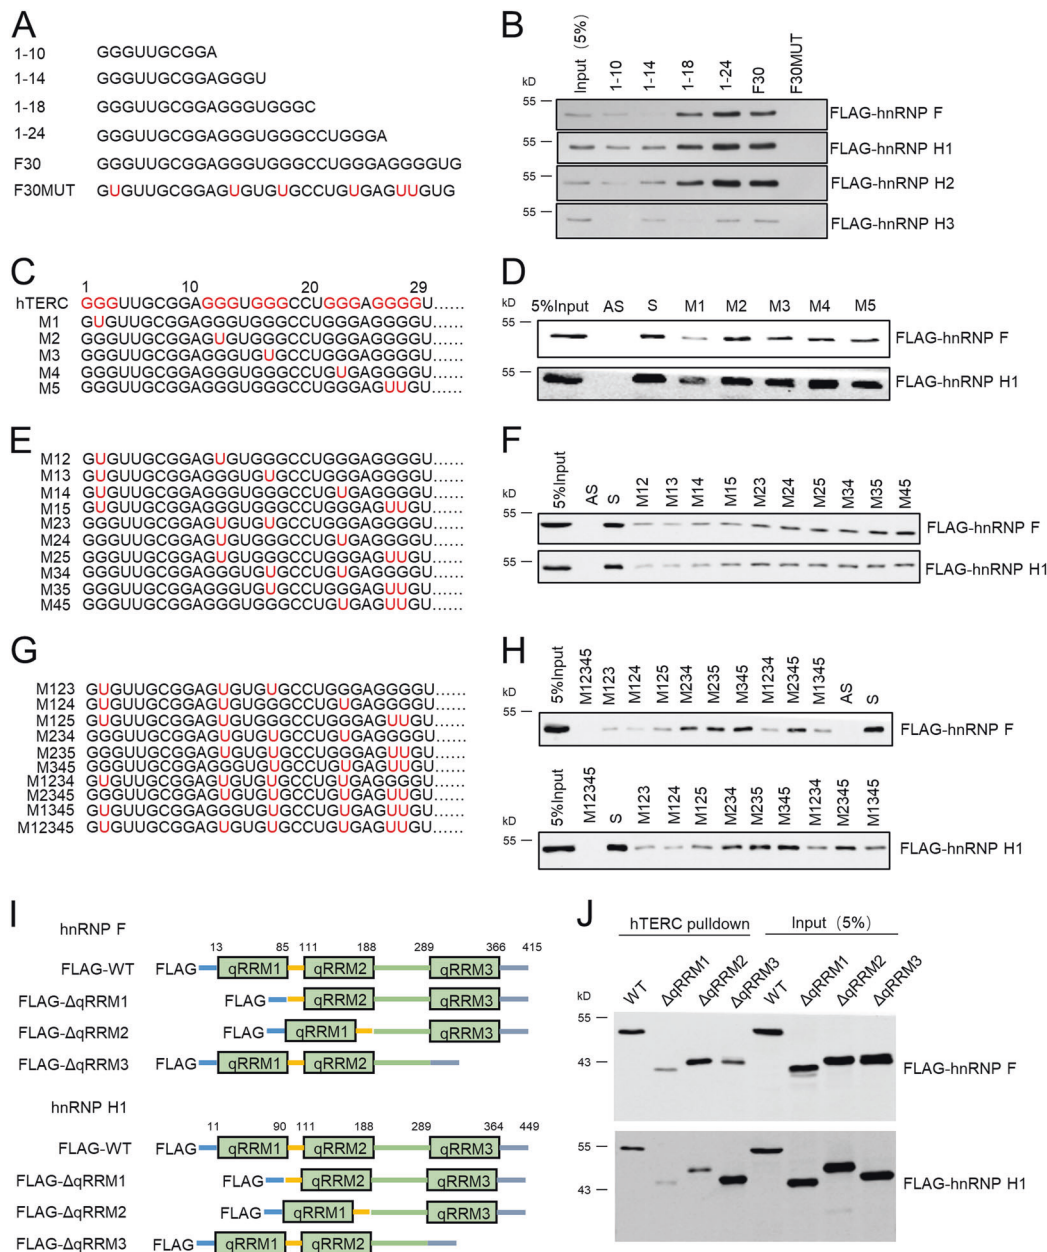 A
1-10 GGGUUGCGGA
1-14 GGGUUGCGGAGGGU
1-18 GGGUUGCGGAGGGUGGGC
1-24 GGGUUGCGGAGGGUGGGCCUGGGA
F30 GGGUUGCGGAGGGUGGGCCUGGGAGGGGUG
F30MUT GUGUUGCGGAGUGUGUGCCUGUGAGUUGUG
B
kD Input (5%) 1-10 1-14 1-18 1-24 F30 F30MUT
55 FLAG-hnRNP F
55 FLAG-hnRNP H1
55 FLAG-hnRNP H2
55 FLAG-hnRNP H3
C
1 10 20 29
hTERC GGGUUGCGGAGGGUGGGCCUGGGAGGGGU......
M1 GUGUUGCGGAGGGUGGGCCUGGGAGGGGU......
M2 GGGUUGCGGAGUGUGGGCCUGGGAGGGGU......
M3 GGGUUGCGGAGGGUGUGCCUGGGAGGGGU......
M4 GGGUUGCGGAGGGUGGGCCUGUGAGGGGU......
M5 GGGUUGCGGAGGGUGGGCCUGGGAGUUGU......
D
kD 5%Input AS S M1 M2 M3 M4 M5
55 FLAG-hnRNP F
55 FLAG-hnRNP H1
E
M12 GUGUUGCGGAGUGUGGGCCUGGGAGGGGU......
M13 GUGUUGCGGAGGGUGUGCCUGGGAGGGGU......
M14 GUGUUGCGGAGGGUGGGCCUGUGAGGGGU......
M15 GUGUUGCGGAGGGUGGGCCUGGGAGUUGU......
M23 GGGUUGCGGAGUGUGUGCCUGGGAGGGGU......
M24 GGGUUGCGGAGUGUGGGCCUGUGAGGGGU......
M25 GGGUUGCGGAGUGUGGGCCUGGGAGUUGU......
M34 GGGUUGCGGAGGGUGUGCCUGUGAGGGGU......
M35 GGGUUGCGGAGGGUGUGCCUGGGAGUUGU......
M45 GGGUUGCGGAGGGUGGGCCUGUGAGUUGU......
F
kD 5%Input AS S M12 M13 M14 M15 M23 M24 M25 M34 M35 M45
55 FLAG-hnRNP F
55 FLAG-hnRNP H1
G
M123 GUGUUGCGGAGUGUGUGCCUGGGAGGGGU......
M124 GUGUUGCGGAGUGUGGGCCUGUGAGGGGU......
M125 GUGUUGCGGAGUGUGGGCCUGGGAGUUGU......
M234 GGGUUGCGGAGUGUGUGCCUGUGAGGGGU......
M235 GGGUUGCGGAGUGUGUGCCUGGGAGUUGU......
M345 GGGUUGCGGAGGGUGUGCCUGUGAGUUGU......
M1234 GUGUUGCGGAGUGUGUGCCUGUGAGGGGU......
M2345 GGGUUGCGGAGUGUGUGCCUGUGAGUUGU......
M1345 GUGUUGCGGAGGGUGUGCCUGUGAGUUGU......
M12345 GUGUUGCGGAGUGUGUGCCUGUGAGUUGU......
H
kD 5%Input M12345 M123 M124 M125 M234 M235 M345 M1234 M2345 M1345 AS S
55 FLAG-hnRNP F
kD 5%Input M12345 S M123 M124 M125 M234 M235 M345 M1234 M2345 M1345
55 FLAG-hnRNP H1
I
hnRNP F
13 85 111 188 289 366 415
FLAG-WT FLAG qRRM1 qRRM2 qRRM3
FLAG-ΔqRRM1 FLAG qRRM2 qRRM3
FLAG-ΔqRRM2 FLAG qRRM1 qRRM3
FLAG-ΔqRRM3 FLAG qRRM1 qRRM2
hnRNP H1
11 90 111 188 289 364 449
FLAG-WT FLAG qRRM1 qRRM2 qRRM3
FLAG-ΔqRRM1 FLAG qRRM2 qRRM3
FLAG-ΔqRRM2 FLAG qRRM1 qRRM3
FLAG-ΔqRRM3 FLAG qRRM1 qRRM2
J
hTERC pulldown Input (5%)
kD WT ΔqRRM1 ΔqRRM2 ΔqRRM3 WT ΔqRRM1 ΔqRRM2 ΔqRRM3
55
43 FLAG-hnRNP F
55
43 FLAG-hnRNP H1